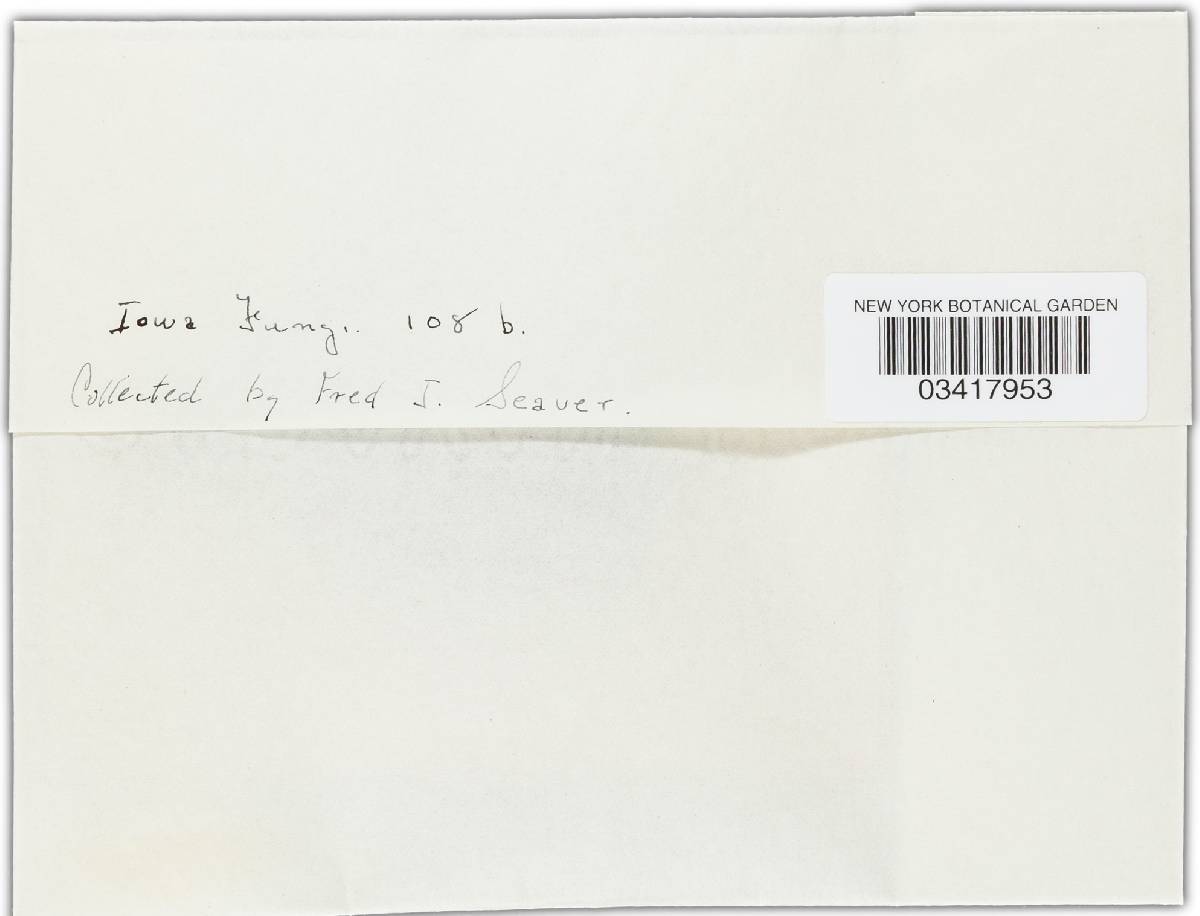 Iowa Fungi. 108 b.
Collected by Fred J. Seaver.
NEW YORK BOTANICAL GARDEN
03417953